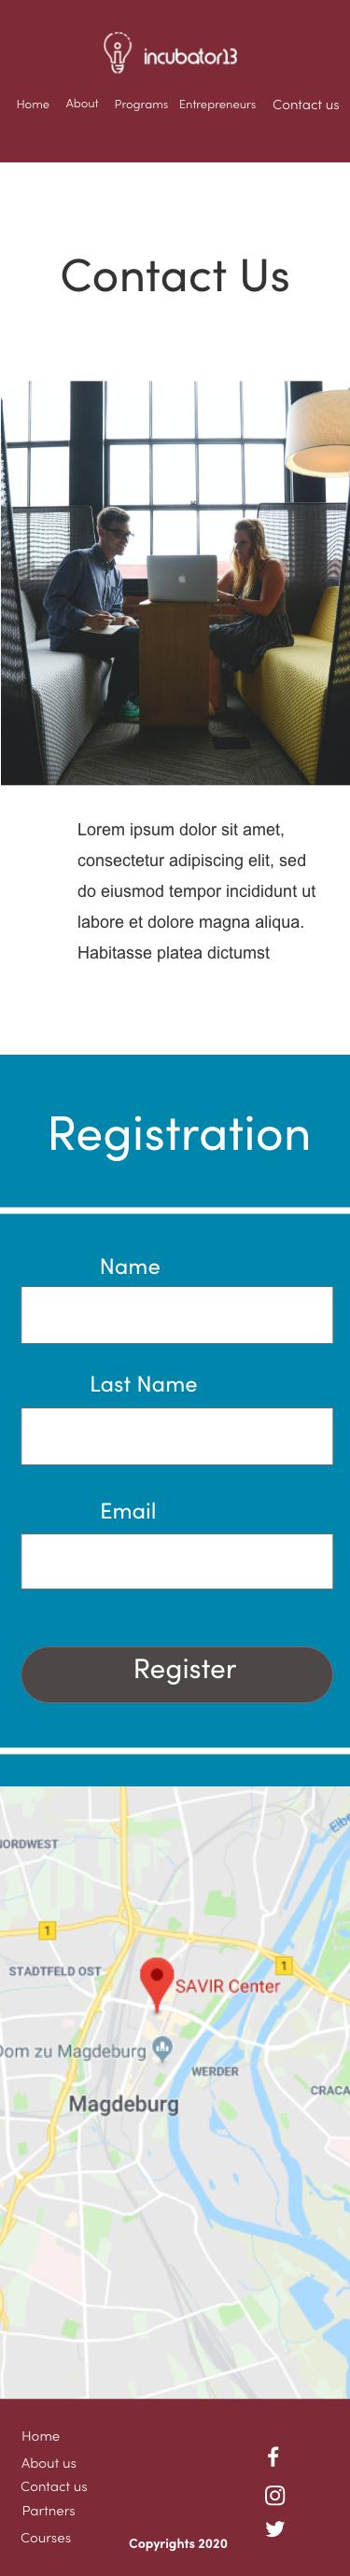 incubator13
Home About Programs Entrepreneurs Contact us
Contact Us
Lorem ipsum dolor sit amet,
consectetur adipiscing elit, sed
do eiusmod tempor incididunt ut
labore et dolore magna aliqua.
Habitasse platea dictumst
Registration
Name
Last Name
Email
Register
Elbe
NORDWEST
1
STADTFELD OST
1
SAVIR Center
Dom zu Magdeburg
WERDER
CRACA
Magdeburg
Home
About us
Contact us
Partners
Courses
Copyrights 2020